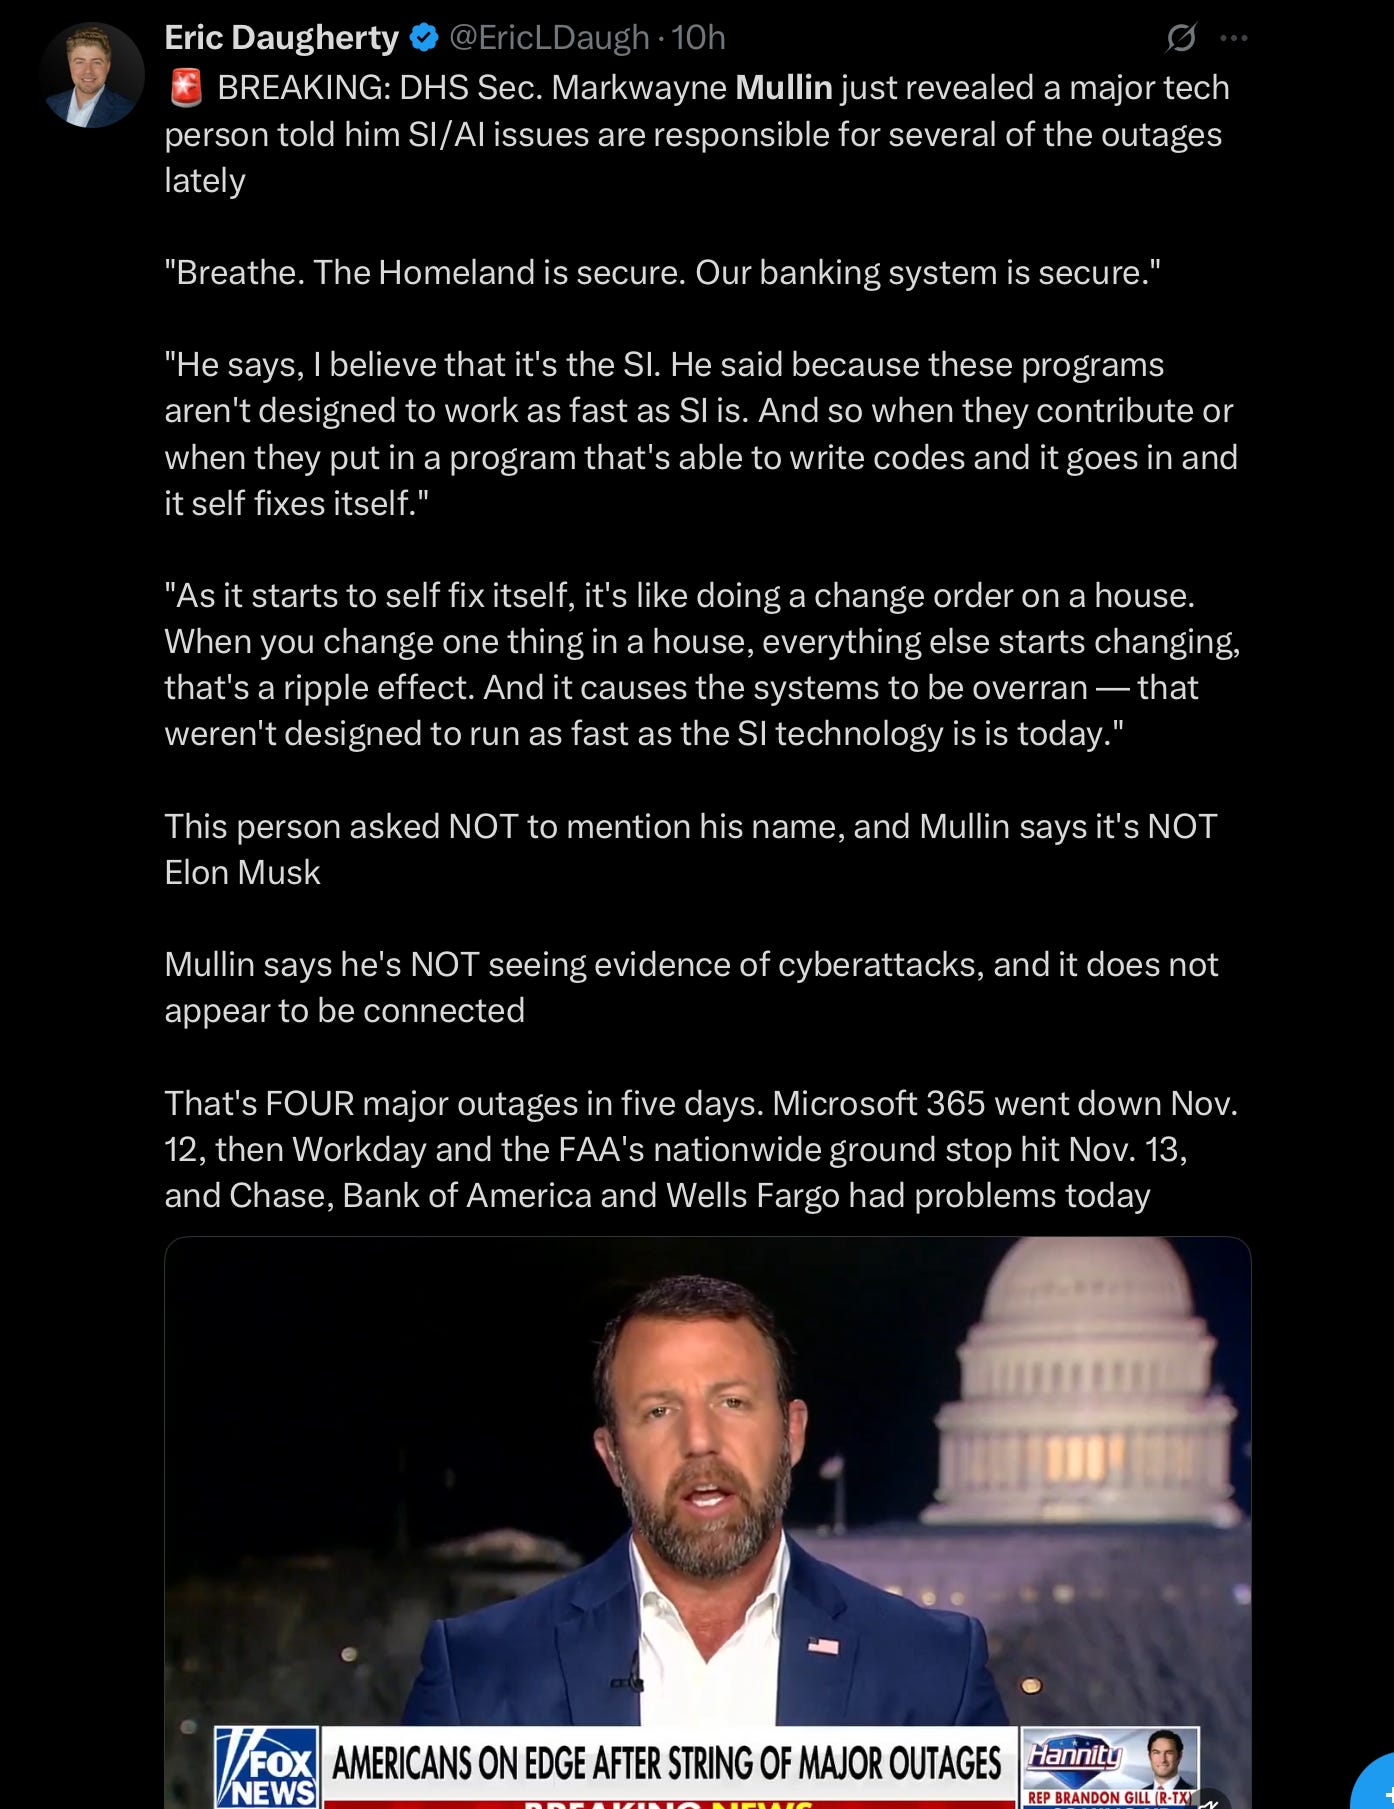 Eric Daugherty @EricLDaugh · 10h
🚨 BREAKING: DHS Sec. Markwayne Mullin just revealed a major tech
person told him SI/AI issues are responsible for several of the outages
lately
"Breathe. The Homeland is secure. Our banking system is secure."
"He says, I believe that it's the SI. He said because these programs
aren't designed to work as fast as SI is. And so when they contribute or
when they put in a program that's able to write codes and it goes in and
it self fixes itself."
"As it starts to self fix itself, it's like doing a change order on a house.
When you change one thing in a house, everything else starts changing,
that's a ripple effect. And it causes the systems to be overran — that
weren't designed to run as fast as the SI technology is is today."
This person asked NOT to mention his name, and Mullin says it's NOT
Elon Musk
Mullin says he's NOT seeing evidence of cyberattacks, and it does not
appear to be connected
That's FOUR major outages in five days. Microsoft 365 went down Nov.
12, then Workday and the FAA's nationwide ground stop hit Nov. 13,
and Chase, Bank of America and Wells Fargo had problems today
FOX
NEWS
AMERICANS ON EDGE AFTER STRING OF MAJOR OUTAGES
BREAKING NEWS
Hannity
REP BRANDON GILL (R-TX)